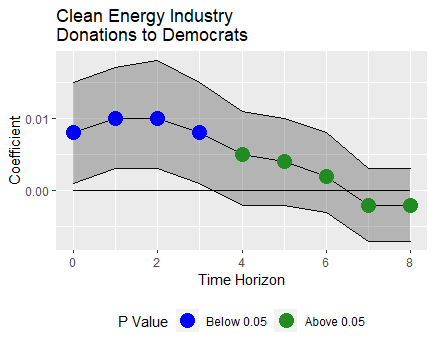 Clean Energy Industry
Donations to Democrats
Coefficient
0.01
0.00
0 2 4 6 8
Time Horizon
P Value Below 0.05 Above 0.05